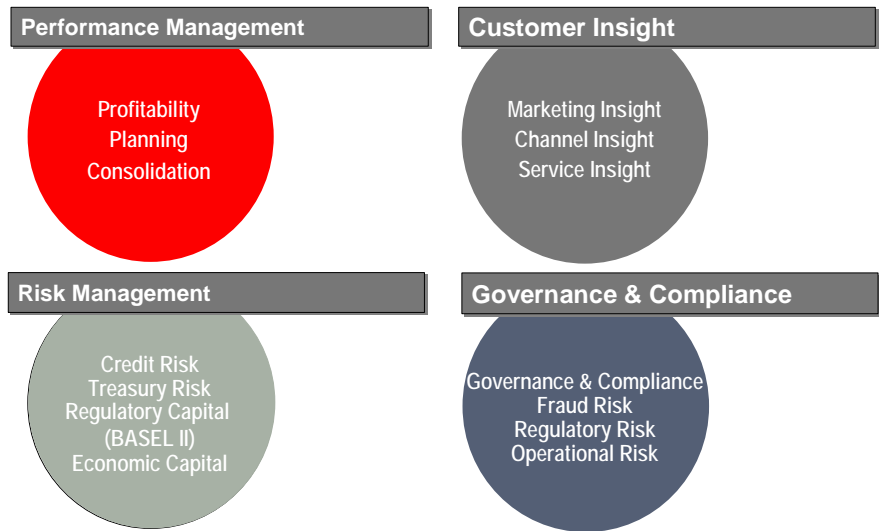 Performance Management
Profitability
Planning
Consolidation
Customer Insight
Marketing Insight
Channel Insight
Service Insight
Risk Management
Credit Risk
Treasury Risk
Regulatory Capital
(BASEL II)
Economic Capital
Governance & Compliance
Governance & Compliance
Fraud Risk
Regulatory Risk
Operational Risk